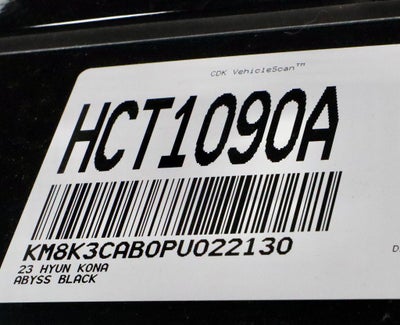 CDK VehicleScan™
HCT1090A
KM8K3CAB0PU022130
23 HYUN KONA
ABYSS BLACK